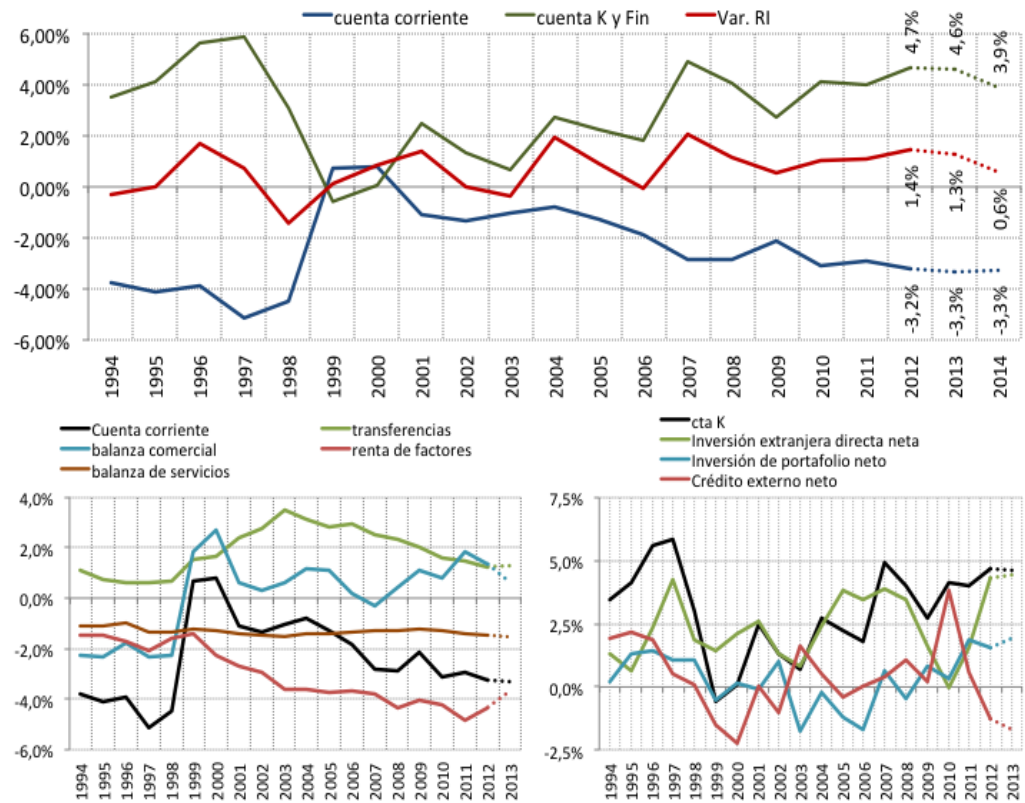 cuenta corriente cuenta K y Fin Var. RI
6,00%
4,00%
2,00%
0,00%
-2,00%
-4,00%
-6,00%
4,7% 4,6% 3,9%
1,4% 1,3% 0,6%
-3,2% -3,3% -3,3%
1994 1995 1996 1997 1998 1999 2000 2001 2002 2003 2004 2005 2006 2007 2008 2009 2010 2011 2012 2013 2014
Cuenta corriente transferencias
balanza comercial renta de factores
balanza de servicios
4,0%
2,0%
0,0%
-2,0%
-4,0%
-6,0%
1994 1995 1996 1997 1998 1999 2000 2001 2002 2003 2004 2005 2006 2007 2008 2009 2010 2011 2012 2013
cta K
Inversión extranjera directa neta
Inversión de portafolio neto
Crédito externo neto
7,5%
5,0%
2,5%
0,0%
-2,5%
1994 1995 1996 1997 1998 1999 2000 2001 2002 2003 2004 2005 2006 2007 2008 2009 2010 2011 2012 2013